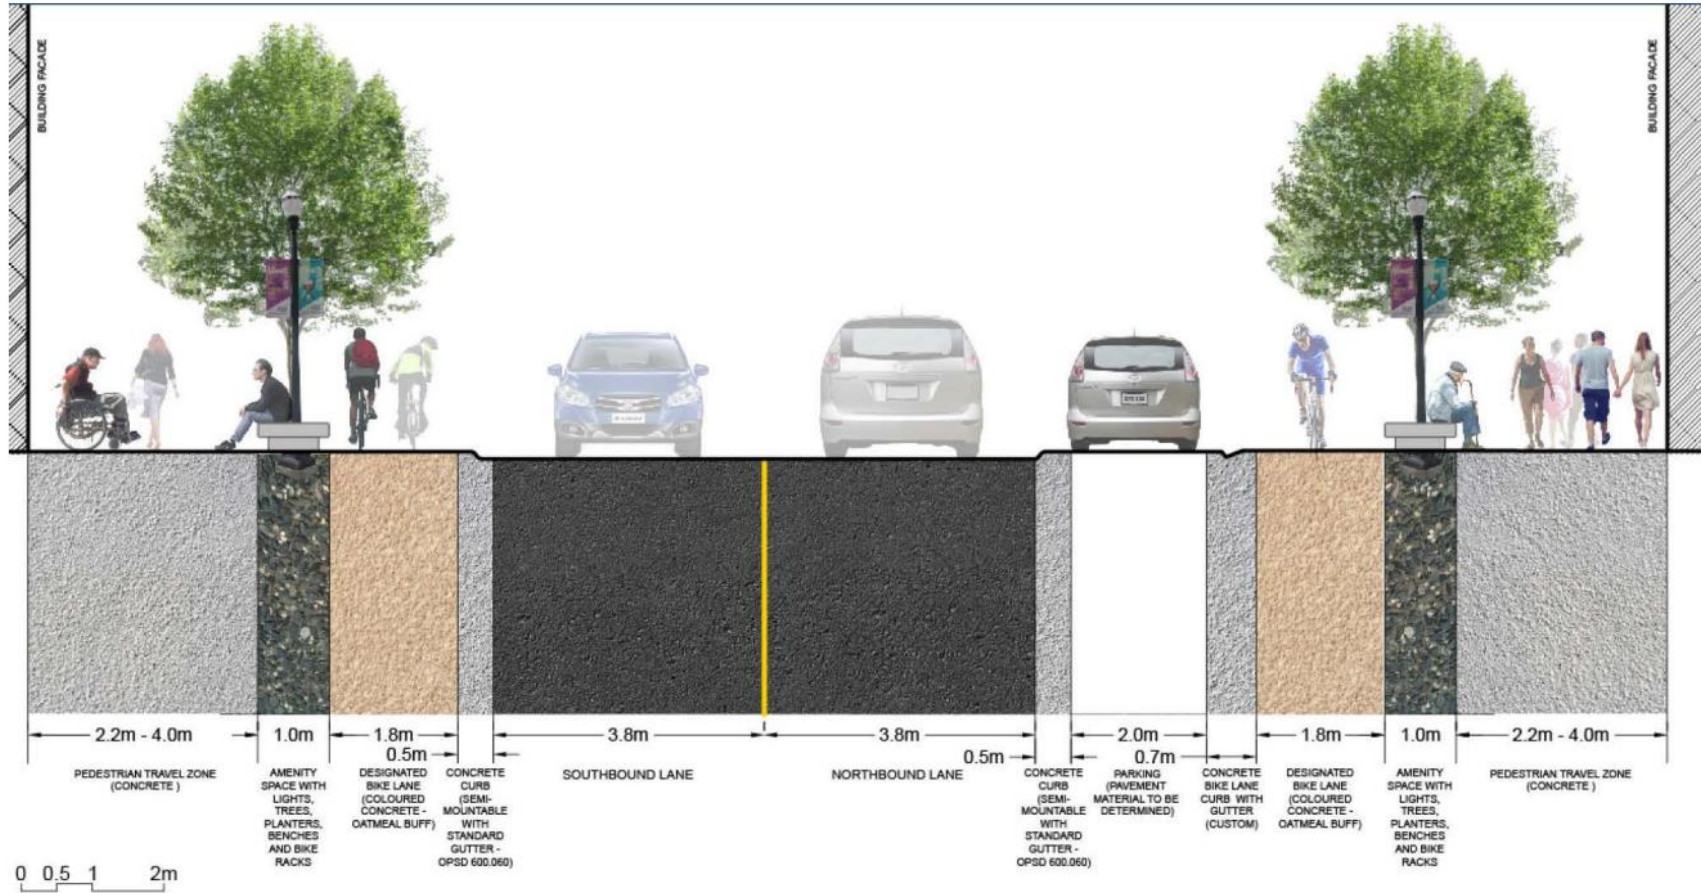 BUILDING FACADE
BUILDING FACADE
2.2m - 4.0m
1.0m
1.8m
0.5m
3.8m
3.8m
0.5m
2.0m
0.7m
1.8m
1.0m
2.2m - 4.0m
PEDESTRIAN TRAVEL ZONE
(CONCRETE )
AMENITY
SPACE WITH
LIGHTS,
TREES,
PLANTERS,
BENCHES
AND BIKE
RACKS
DESIGNATED
BIKE LANE
(COLOURED
CONCRETE -
OATMEAL BUFF)
CONCRETE
CURB
(SEMI-
MOUNTABLE
WITH
STANDARD
GUTTER -
OPSD 600.060)
SOUTHBOUND LANE
NORTHBOUND LANE
CONCRETE
CURB
(SEMI-
MOUNTABLE
WITH
STANDARD
GUTTER -
OPSD 600.060)
PARKING
(PAVEMENT
MATERIAL TO BE
DETERMINED)
CONCRETE
BIKE LANE
CURB WITH
GUTTER
(CUSTOM)
DESIGNATED
BIKE LANE
(COLOURED
CONCRETE -
OATMEAL BUFF)
AMENITY
SPACE WITH
LIGHTS,
TREES,
PLANTERS,
BENCHES
AND BIKE
RACKS
PEDESTRIAN TRAVEL ZONE
(CONCRETE )
0 0.5 1 2m